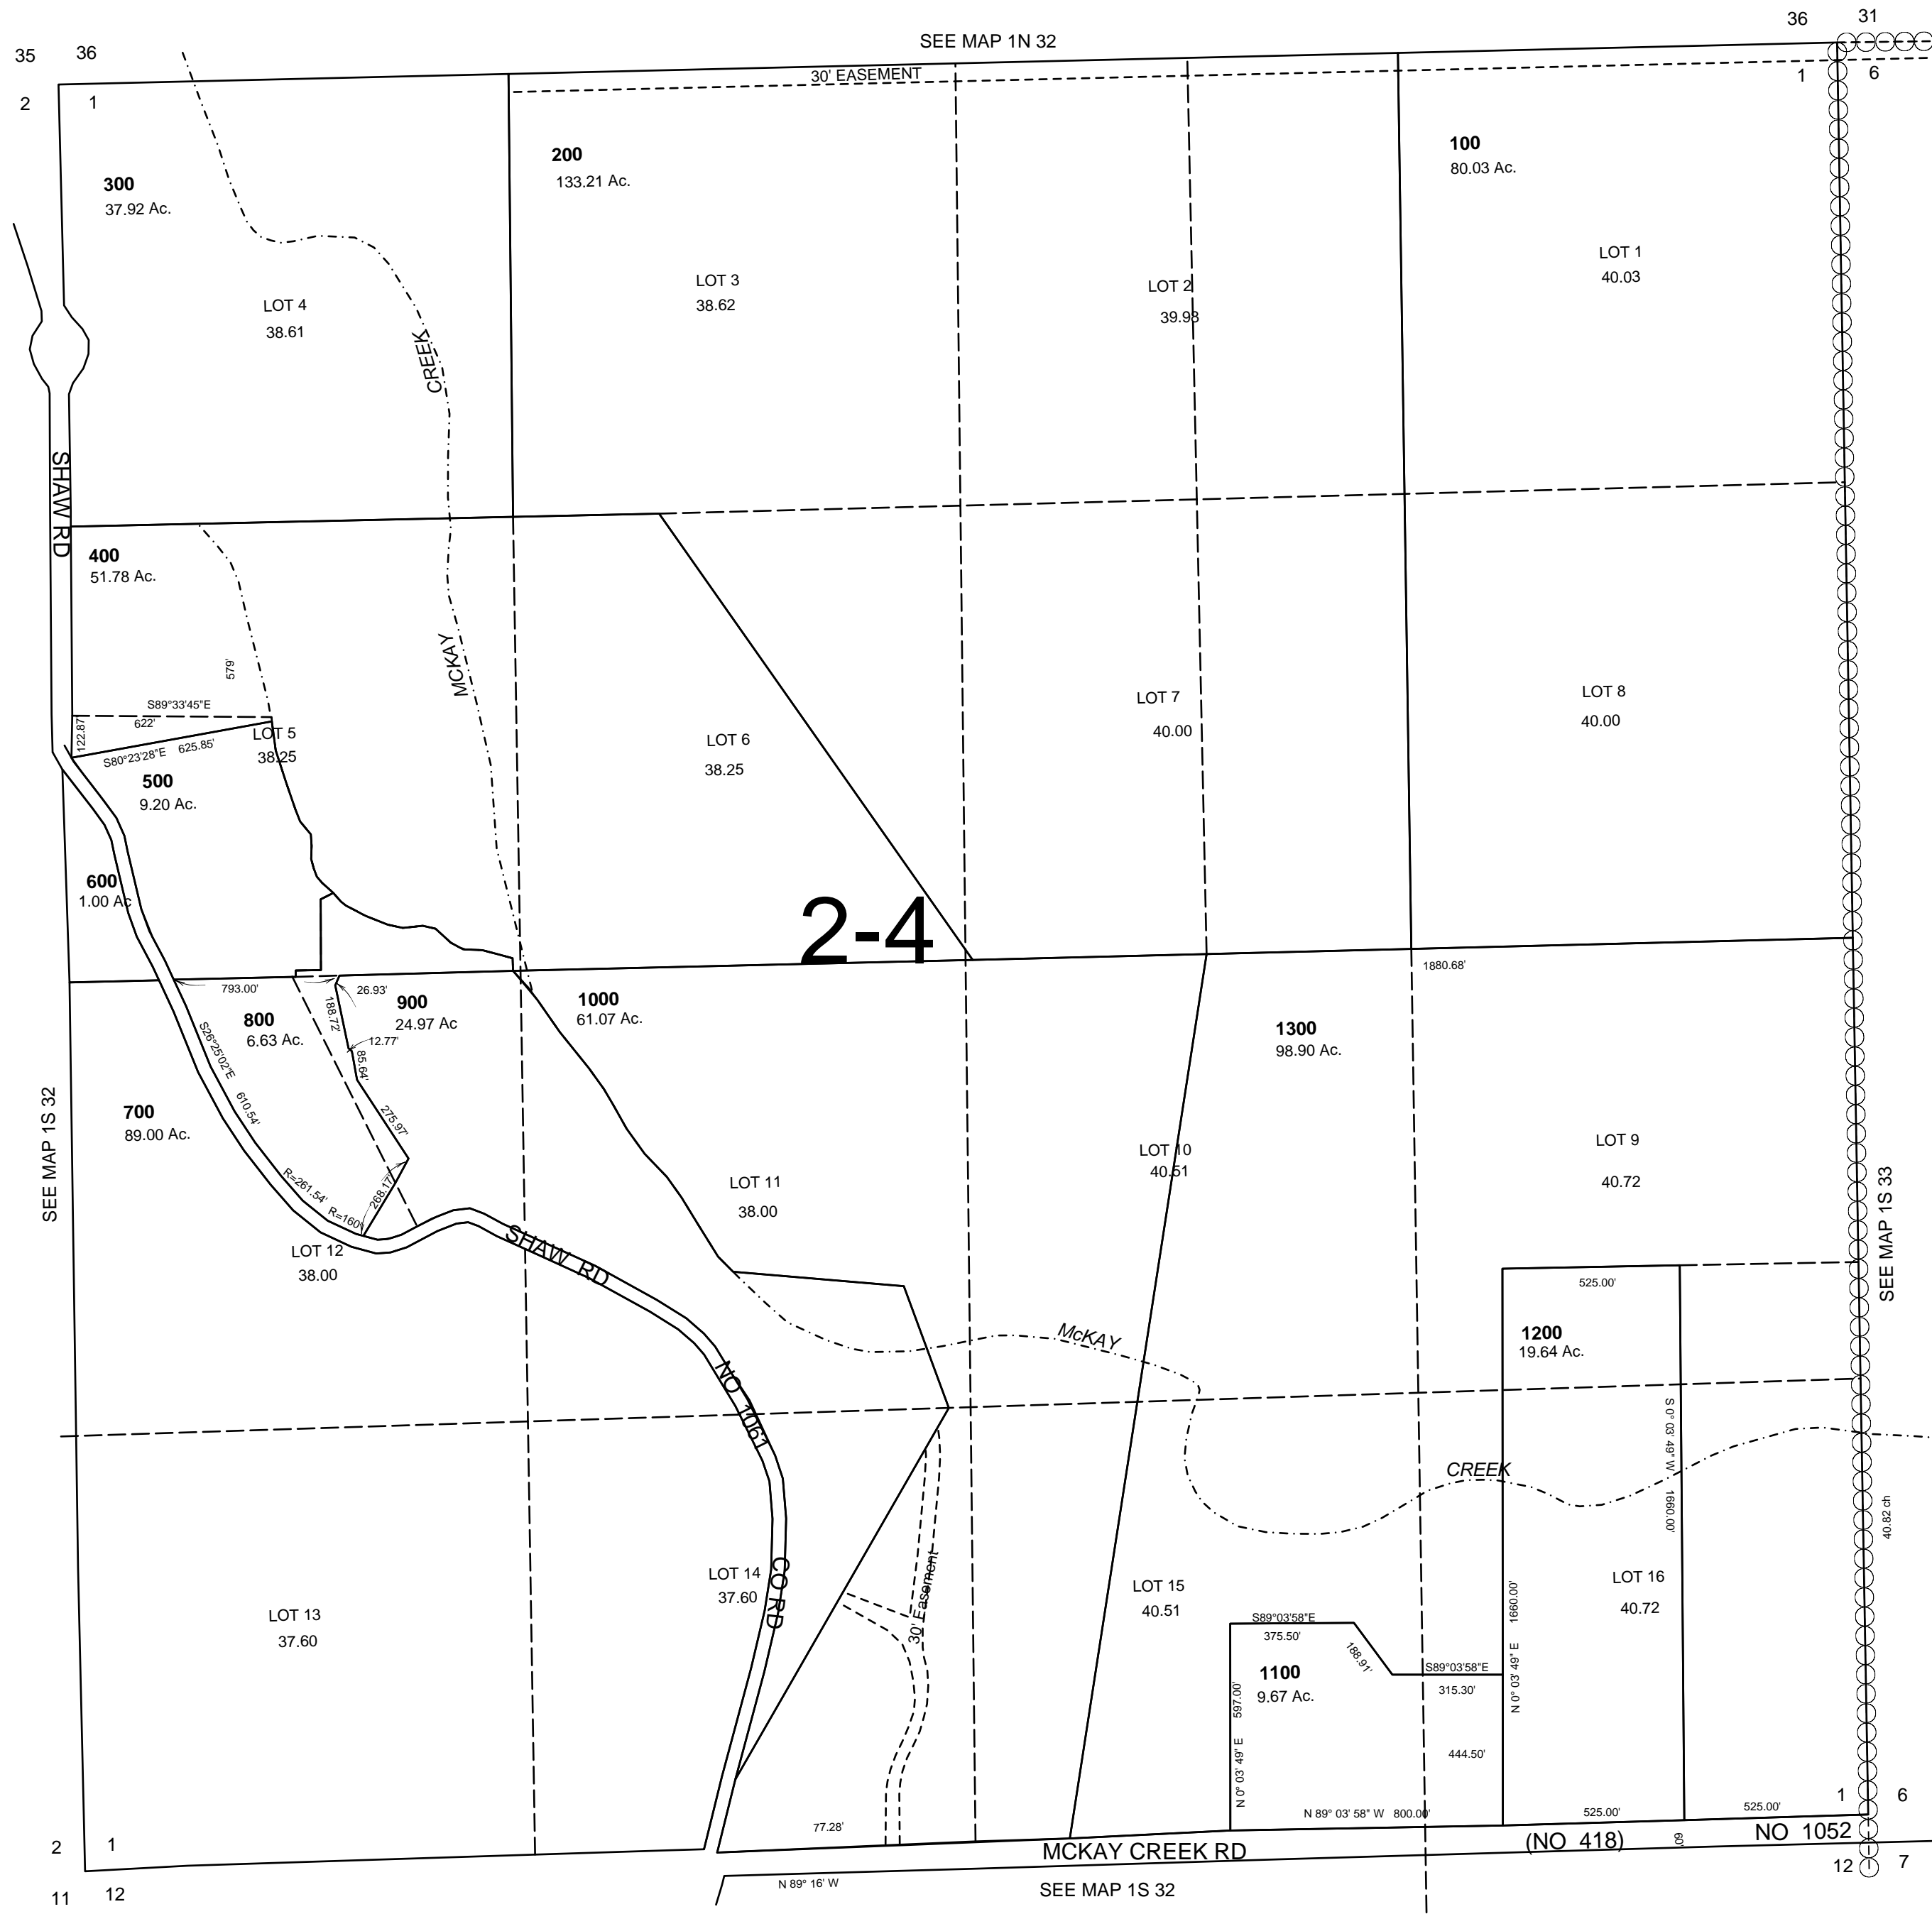 36 31
SEE MAP 1N 32
35 36
30' EASEMENT
1 6
2 1
200
133.21 Ac.
100
80.03 Ac.
300
37.92 Ac.
LOT 1
40.03
LOT 3
38.62
LOT 2
39.98
LOT 4
38.61
CREEK
SHAW RD
400
51.78 Ac.
MCKAY
579'
S89°33'45"E
622'
122.87
S80°23'28"E 625.85'
LOT 5
38.25
LOT 6
38.25
LOT 7
40.00
LOT 8
40.00
500
9.20 Ac.
600
1.00 Ac
2-4
1880.68'
793.00'
26.93'
188.72'
900
24.97 Ac
1000
61.07 Ac.
800
6.63 Ac.
12.77'
85.64'
1300
98.90 Ac.
S26°25'02"E 610.54'
275.97'
700
89.00 Ac.
SEE MAP 1S 32
LOT 9
40.72
LOT 10
40.51
LOT 11
38.00
R=261.54'
R=160'
268.17'
SEE MAP 1S 33
LOT 12
38.00
SHAW RD
525.00'
1200
19.64 Ac.
McKAY
NO 1061
S 0° 03' 49" W 1660.00'
CREEK
40.82 ch
CO RD
LOT 14
37.60
30' Easement
LOT 15
40.51
LOT 16
40.72
N 0° 03' 49" E 1660.00'
LOT 13
37.60
S89°03'58"E
375.50'
188.91'
S89°03'58"E
315.30'
1100
9.67 Ac.
N 0° 03' 49" E 597.00'
444.50'
1 6
77.28'
N 89° 03' 58" W 800.00'
525.00'
525.00'
2 1
MCKAY CREEK RD
(NO 418)
60'
NO 1052
12 7
N 89° 16' W
SEE MAP 1S 32
11 12